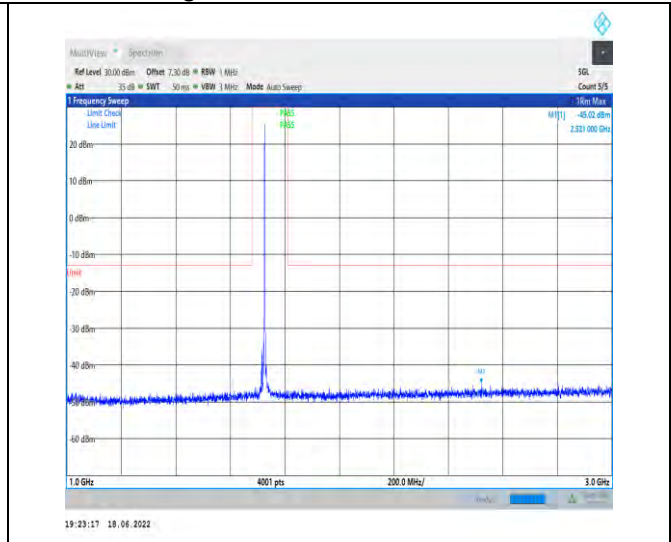 MultiView Spectrum
Ref Level 30.00 dBm Offset 7.30 dB RBW 1 MHz SGL
Att 35 dB SWT 50 ms VBW 3 MHz Mode Auto Sweep Count 5/5
1 Frequency Sweep 1Rm Max
Limit Check PASS M1[1] -45.02 dBm
Line Limit PASS 2.521 000 GHz
20 dBm
10 dBm
0 dBm
-10 dBm
Limit
-20 dBm
-30 dBm
-40 dBm
M1
-50 dBm
-60 dBm
1.0 GHz 4001 pts 200.0 MHz/ 3.0 GHz
19:23:17 18.06.2022